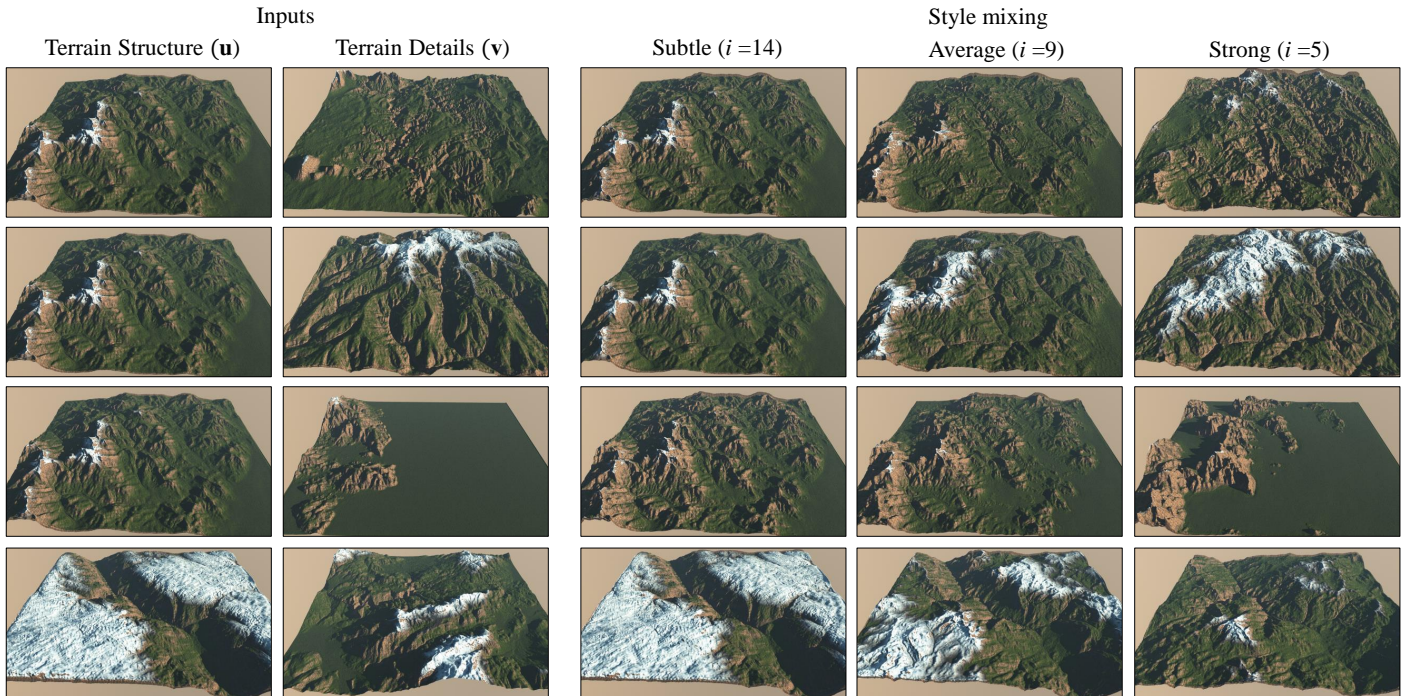 Inputs
Style mixing
Terrain Structure (u)
Terrain Details (v)
Subtle (i =14)
Average (i =9)
Strong (i =5)